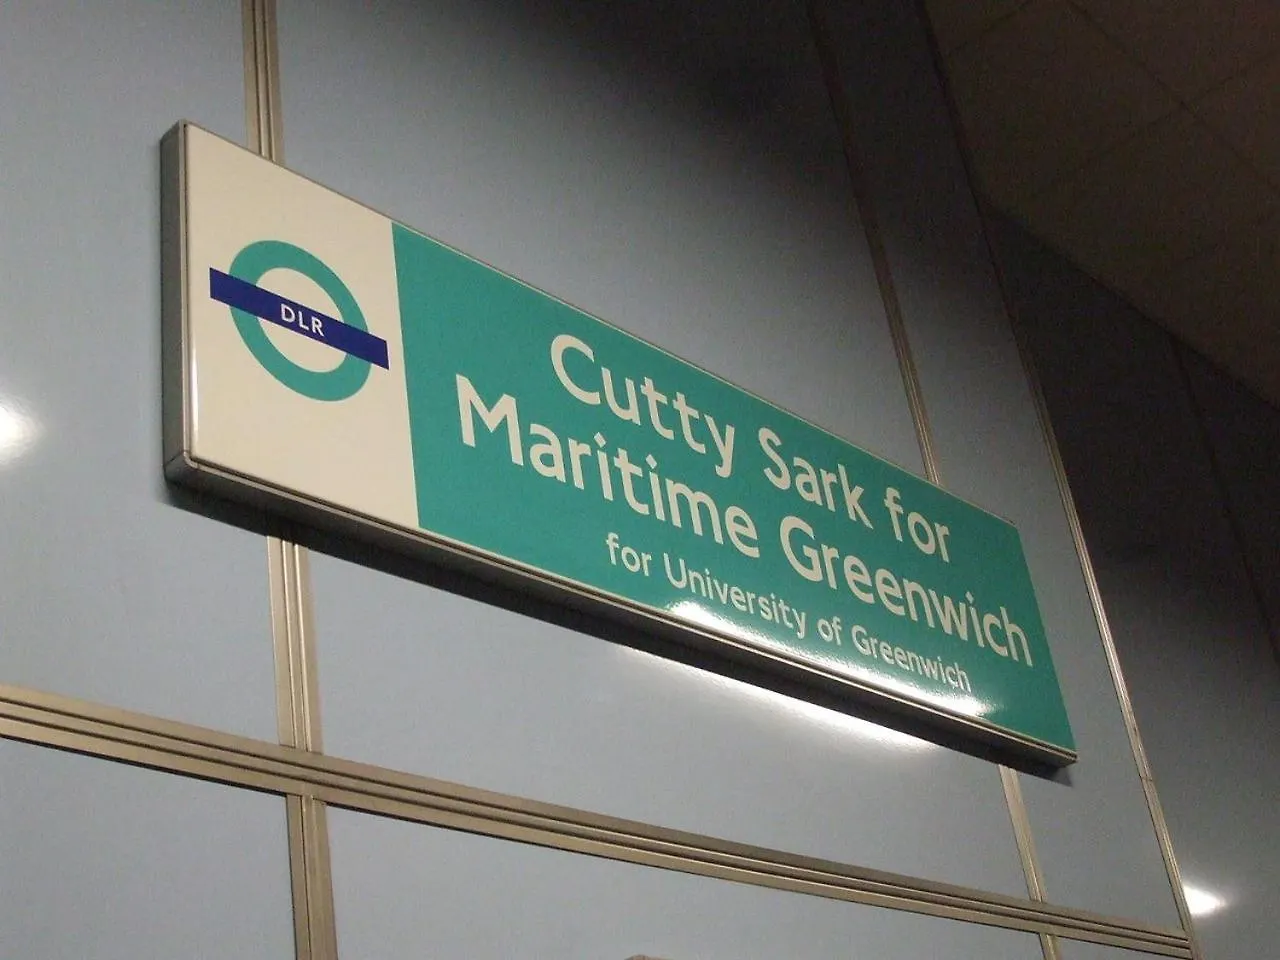 DLR
Cutty Sark for
Maritime Greenwich
for University of Greenwich